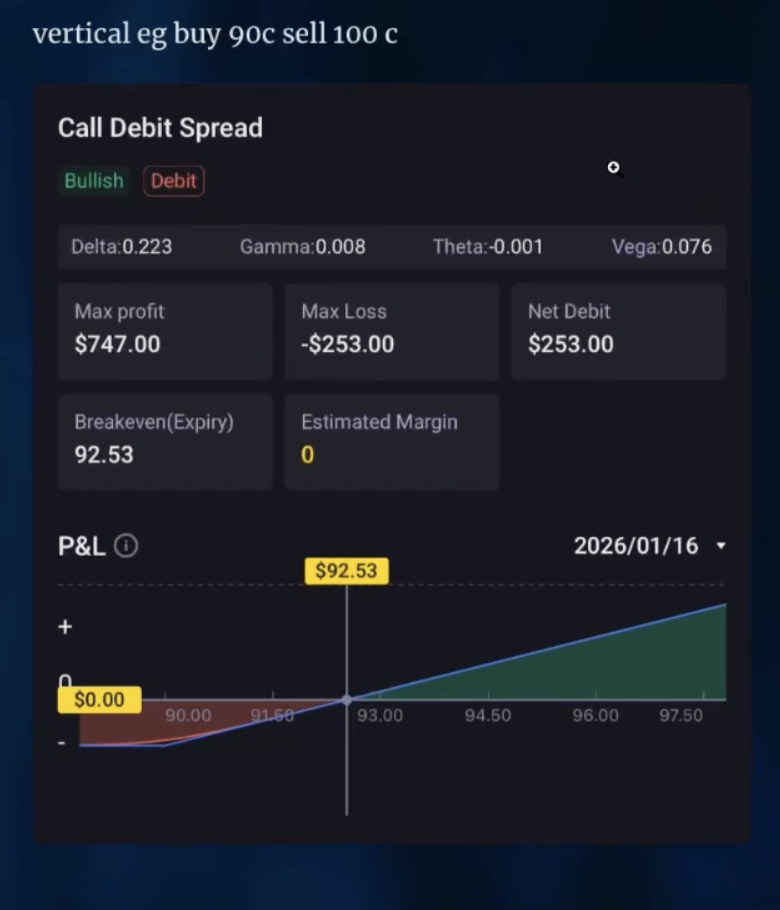 vertical eg buy 90c sell 100 c
Call Debit Spread
Bullish Debit
Delta:0.223 Gamma:0.008 Theta:-0.001 Vega:0.076
Max profit Max Loss Net Debit
$747.00 -$253.00 $253.00
Breakeven(Expiry) Estimated Margin
92.53 0
P&L 2026/01/16
$92.53
+
0
$0.00
90.00 91.50 93.00 94.50 96.00 97.50
-